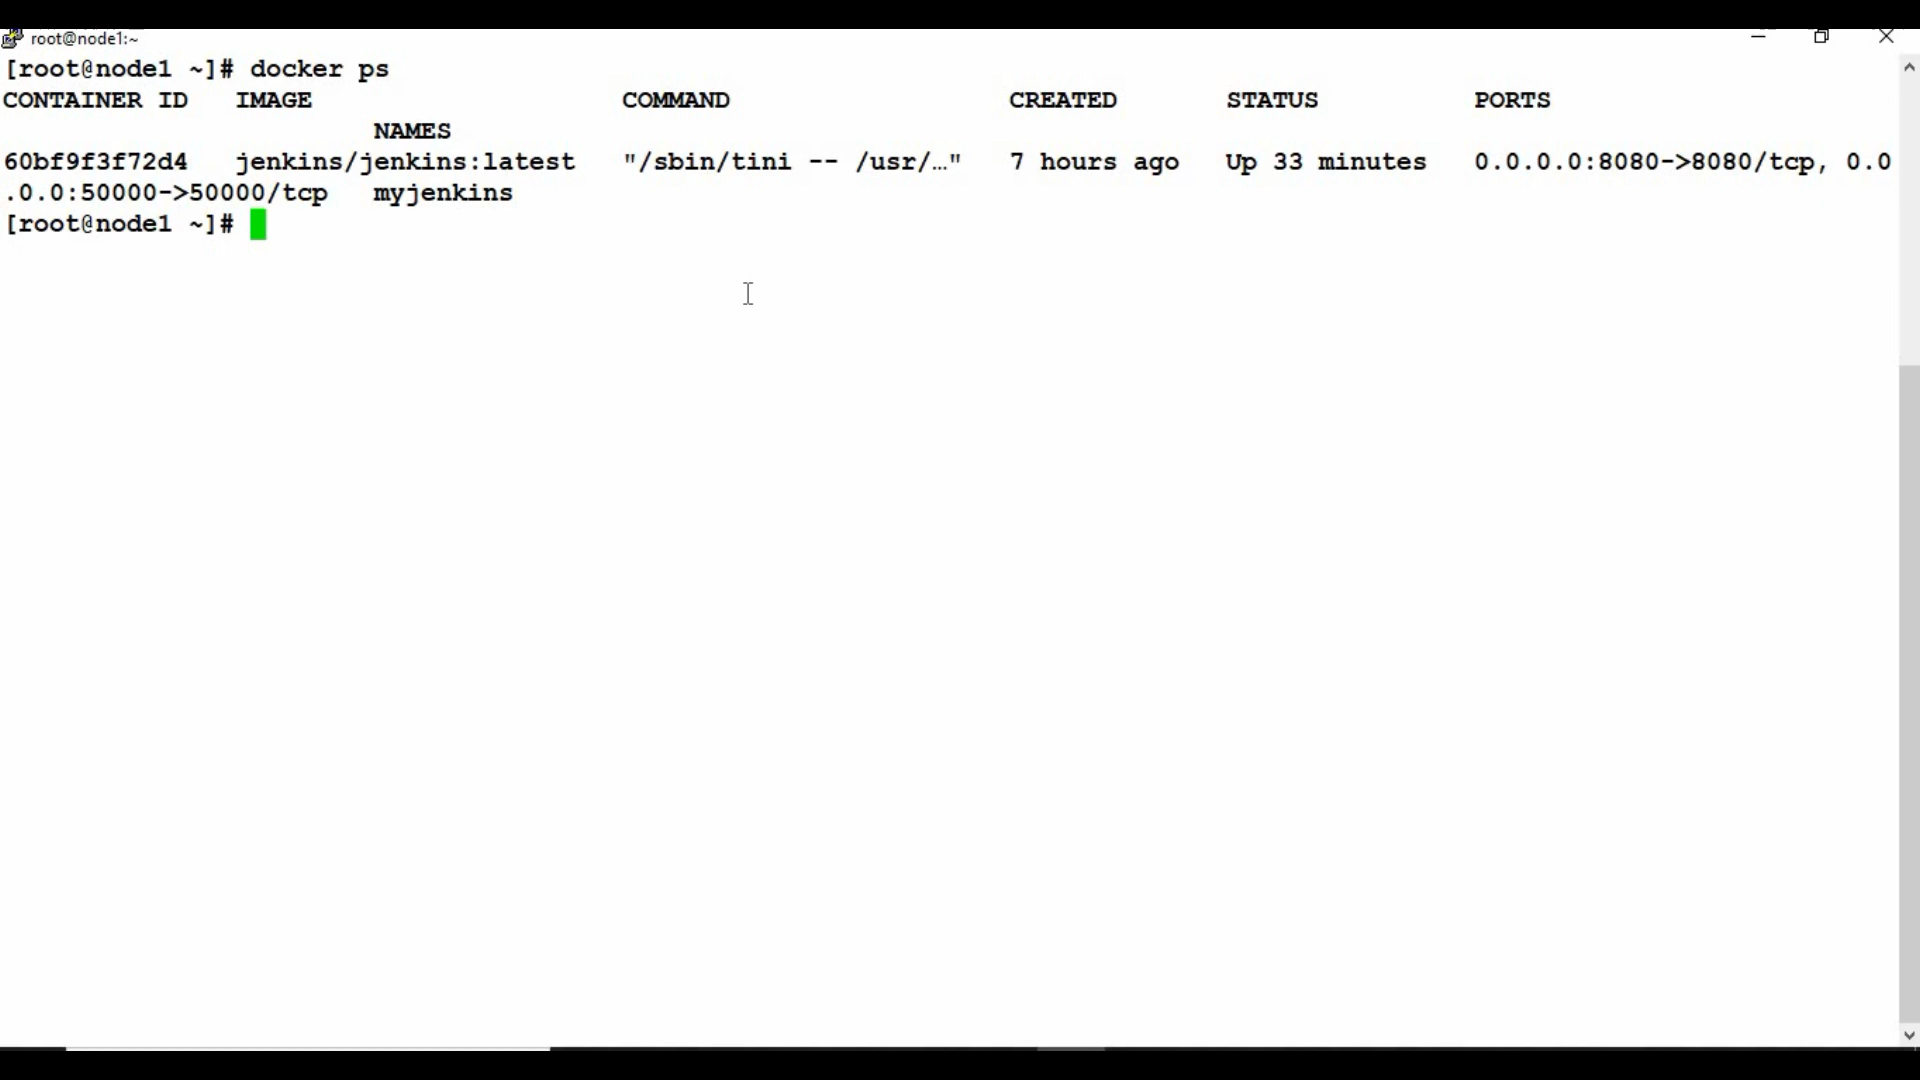 root@node1:~
[root@node1 ~]# docker ps
CONTAINER ID   IMAGE                    COMMAND                  CREATED       STATUS          PORTS
                        NAMES
60bf9f3f72d4   jenkins/jenkins:latest   "/sbin/tini -- /usr/…"   7 hours ago   Up 33 minutes   0.0.0.0:8080->8080/tcp, 0.0
.0.0:50000->50000/tcp   myjenkins
[root@node1 ~]#